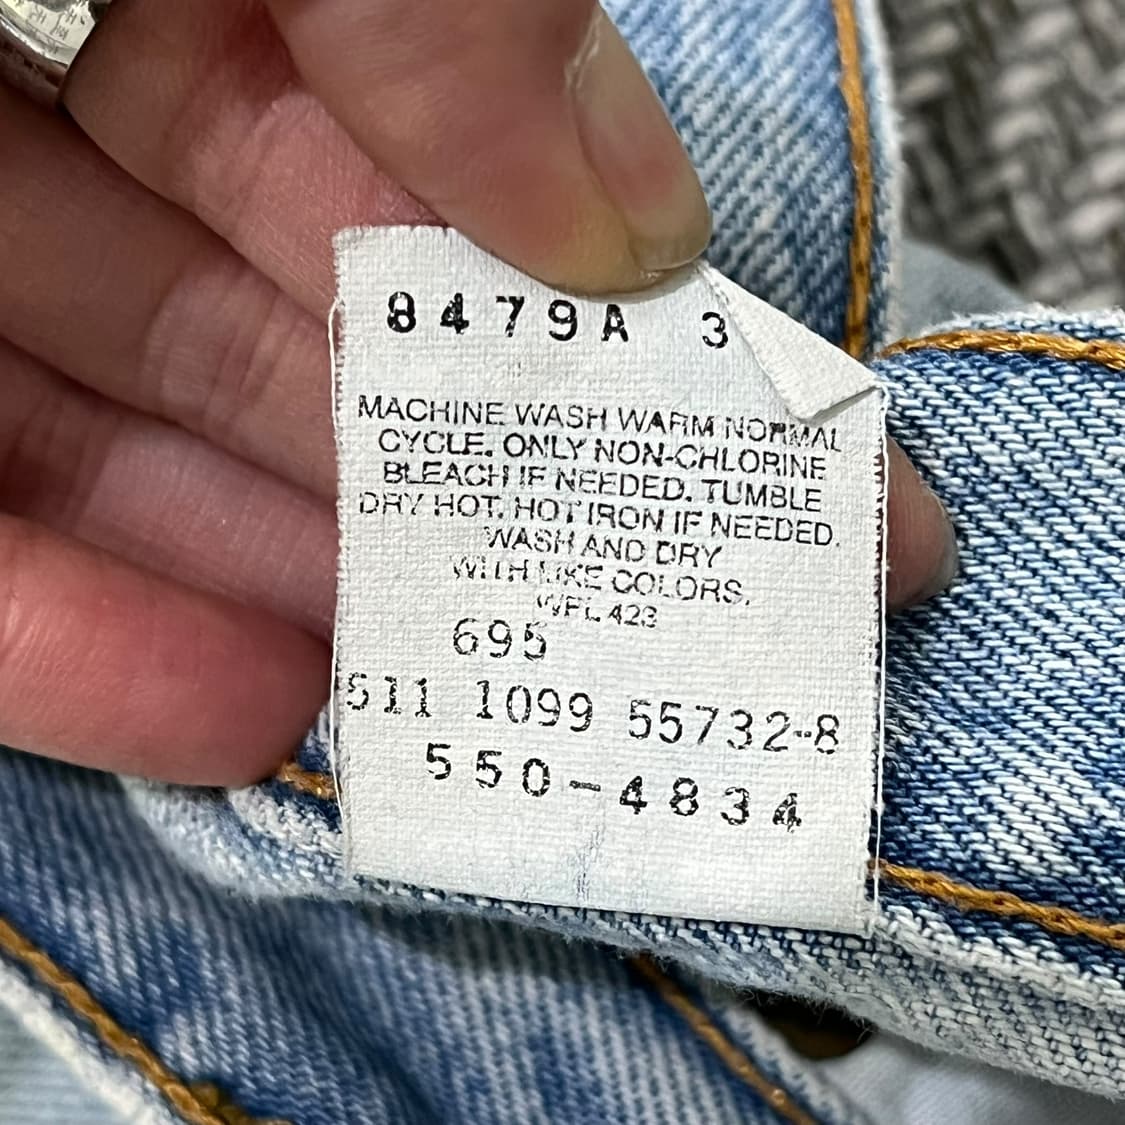 8479A 3
MACHINE WASH WARM NORMAL
CYCLE. ONLY NON-CHLORINE
BLEACH IF NEEDED. TUMBLE
DRY HOT. HOT IRON IF NEEDED.
WASH AND DRY
WITH LIKE COLORS.
WPL 423
695
511 1099 55732-8
550-4834